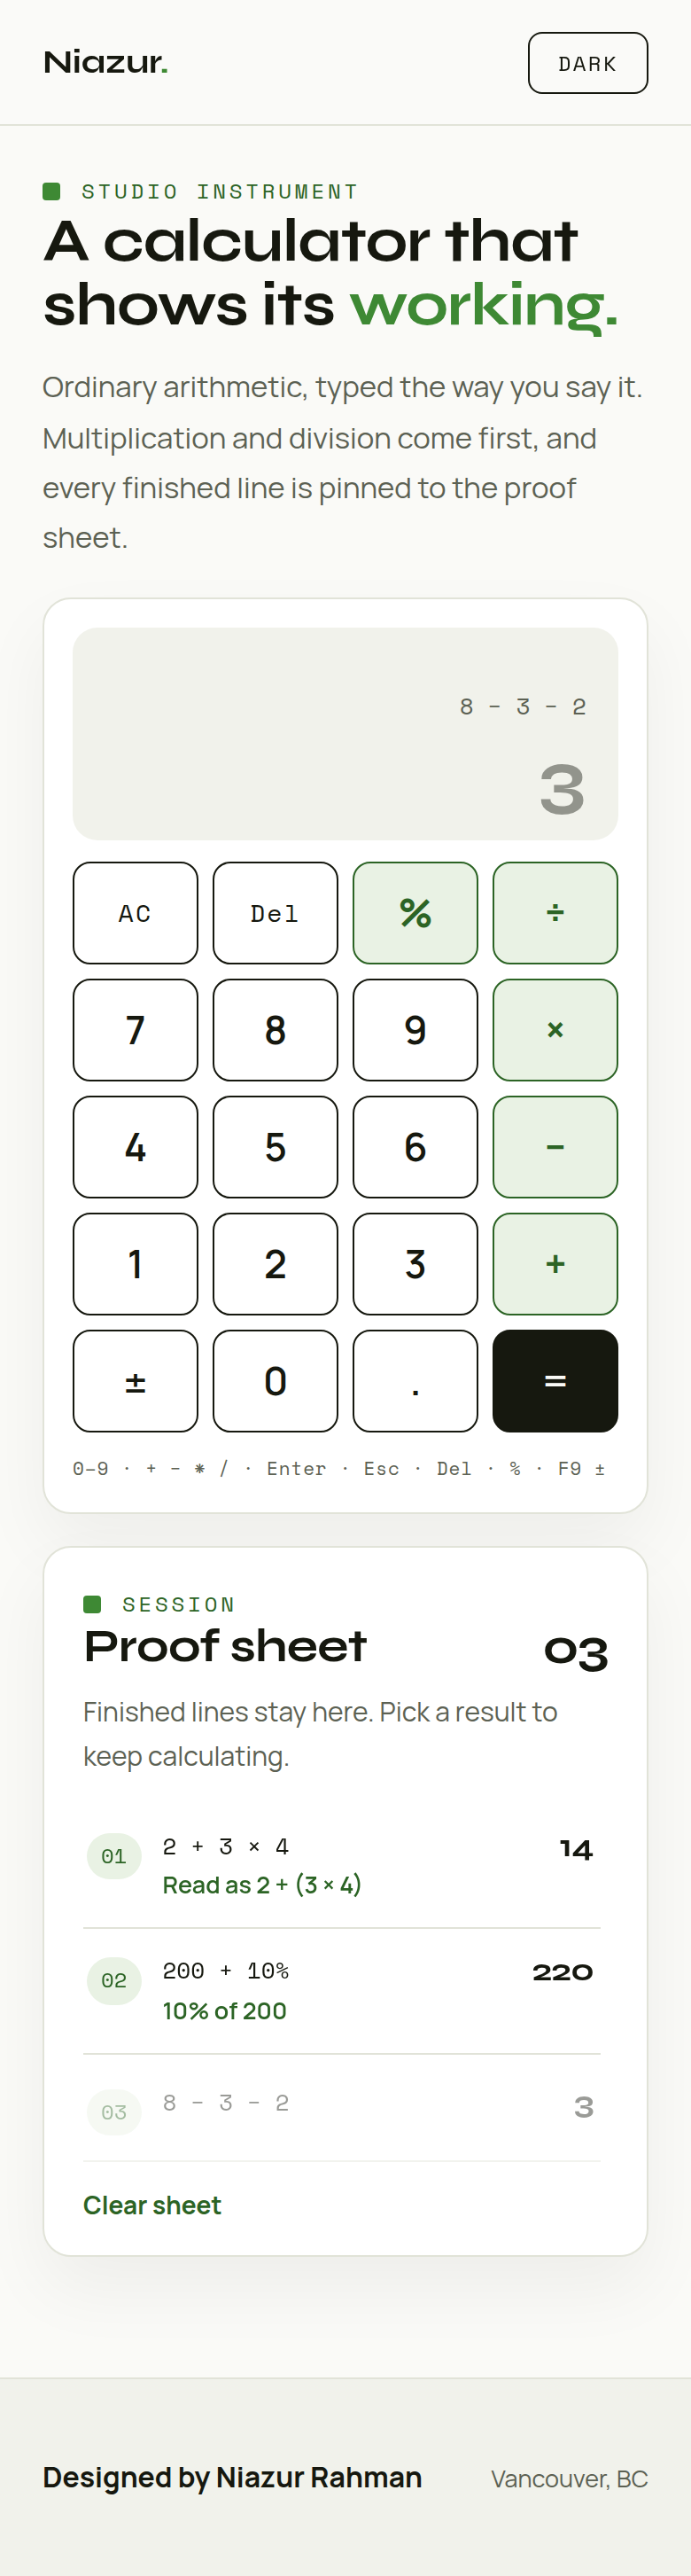 Niazur.
DARK
STUDIO INSTRUMENT
A calculator that
shows its working.
Ordinary arithmetic, typed the way you say it.
Multiplication and division come first, and
every finished line is pinned to the proof
sheet.
8 − 3 − 2
3
AC Del % ÷
7 8 9 ×
4 5 6 −
1 2 3 +
± 0 . =
0–9 · + − * / · Enter · Esc · Del · % · F9 ±
SESSION
Proof sheet 03
Finished lines stay here. Pick a result to
keep calculating.
01 2 + 3 × 4 14
Read as 2 + (3 × 4)
02 200 + 10% 220
10% of 200
03 8 − 3 − 2 3
Clear sheet
Designed by Niazur Rahman Vancouver, BC